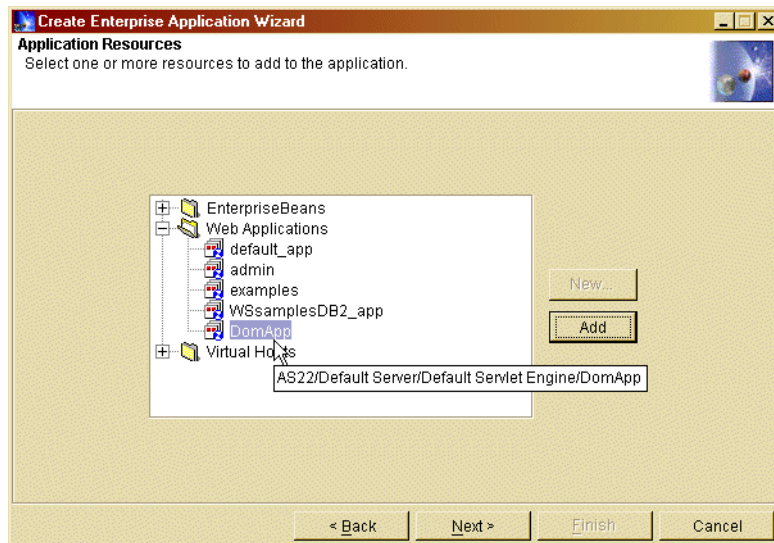 Create Enterprise Application Wizard
Application Resources
Select one or more resources to add to the application.
EnterpriseBeans
Web Applications
default_app
admin
examples
WSsamplesDB2_app
DomApp
Virtual Hosts
AS22/Default Server/Default Servlet Engine/DomApp
New...
Add
< Back
Next >
Finish
Cancel